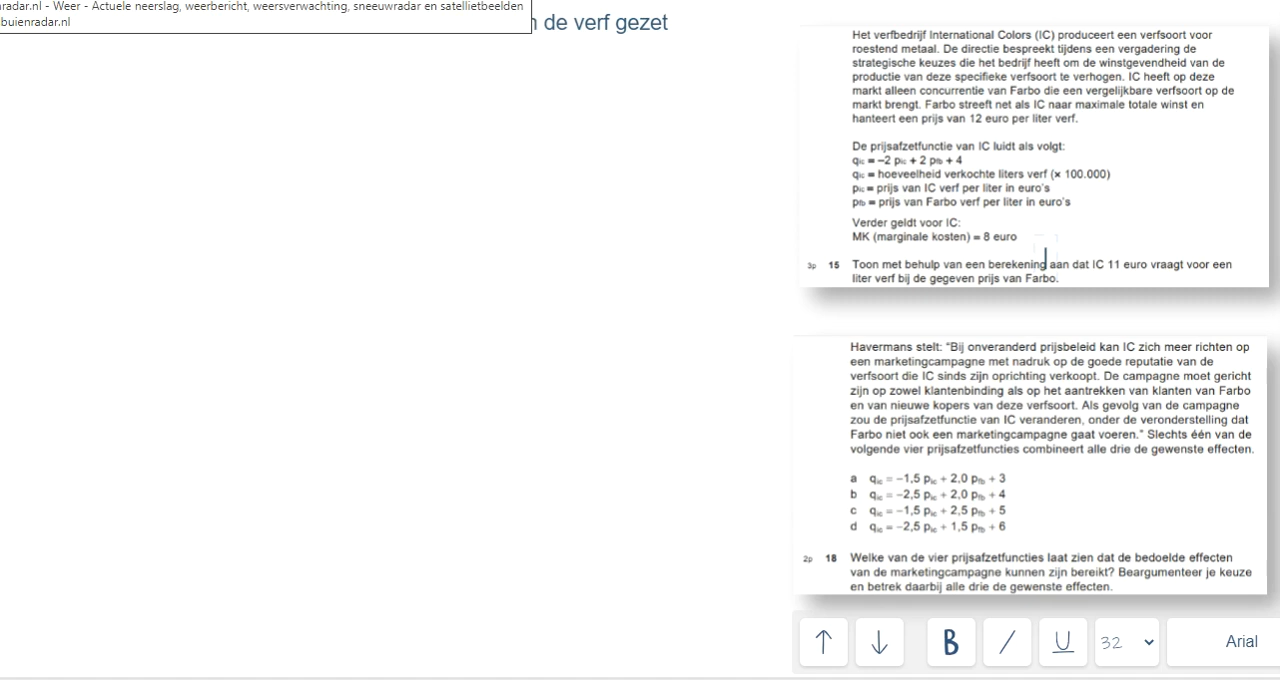 radar.nl - Weer - Actuele neerslag, weerbericht, weersverwachting, sneeuwradar en satellietbeelden
buienradar.nl
de verf gezet
Het verfbedrijf International Colors (IC) produceert een verfsoort voor
roestend metaal. De directie bespreekt tijdens een vergadering de
strategische keuzes die het bedrijf heeft om de winstgevendheid van de
productie van deze specifieke verfsoort te verhogen. IC heeft op deze
markt alleen concurrentie van Farbo die een vergelijkbare verfsoort op de
markt brengt. Farbo streeft net als IC naar maximale totale winst en
hanteert een prijs van 12 euro per liter verf.
De prijsafzetfunctie van IC luidt als volgt:
qic = −2 pic + 2 pfb + 4
qic = hoeveelheid verkochte liters verf (× 100.000)
pic = prijs van IC verf per liter in euro's
pfb = prijs van Farbo verf per liter in euro's
Verder geldt voor IC:
MK (marginale kosten) = 8 euro
3p 15 Toon met behulp van een berekening aan dat IC 11 euro vraagt voor een
liter verf bij de gegeven prijs van Farbo.
Havermans stelt: "Bij onveranderd prijsbeleid kan IC zich meer richten op
een marketingcampagne met nadruk op de goede reputatie van de
verfsoort die IC sinds zijn oprichting verkoopt. De campagne moet gericht
zijn op zowel klantenbinding als op het aantrekken van klanten van Farbo
en van nieuwe kopers van deze verfsoort. Als gevolg van de campagne
zou de prijsafzetfunctie van IC veranderen, onder de veronderstelling dat
Farbo niet ook een marketingcampagne gaat voeren." Slechts één van de
volgende vier prijsafzetfuncties combineert alle drie de gewenste effecten.
a qic = −1,5 pic + 2,0 pfb + 3
b qic = −2,5 pic + 2,0 pfb + 4
c qic = −1,5 pic + 2,5 pfb + 5
d qic = −2,5 pic + 1,5 pfb + 6
2p 18 Welke van de vier prijsafzetfuncties laat zien dat de bedoelde effecten
van de marketingcampagne kunnen zijn bereikt? Beargumenteer je keuze
en betrek daarbij alle drie de gewenste effecten.
B / U 32 Arial